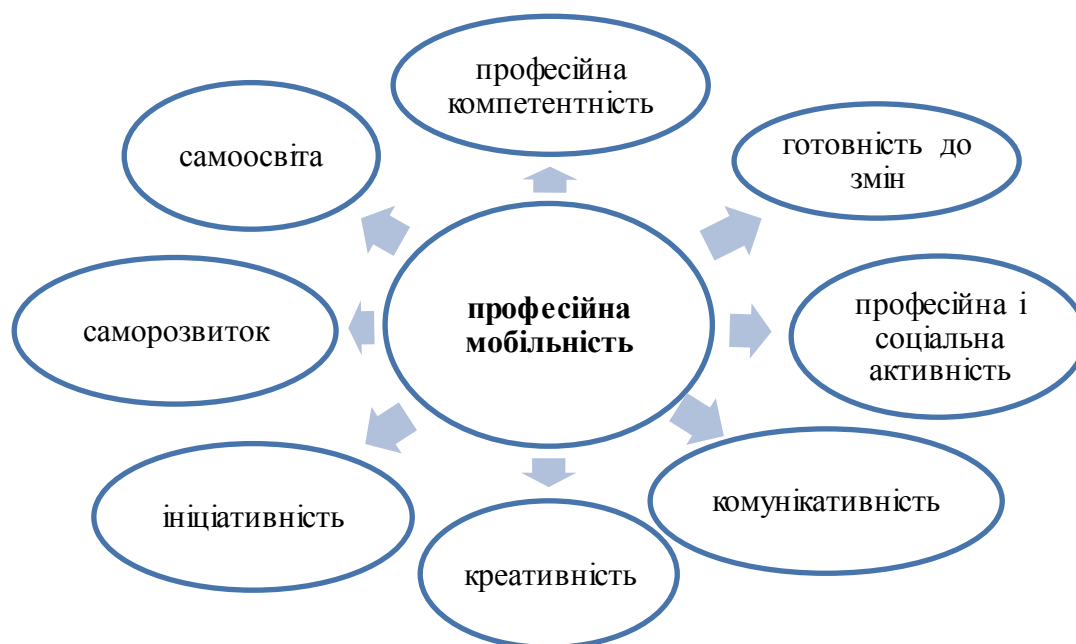 професійна
компетентність
самоосвіта
готовність до
змін
професійна
мобільність
саморозвиток
професійна і
соціальна
активність
ініціативність
комунікативність
креативність